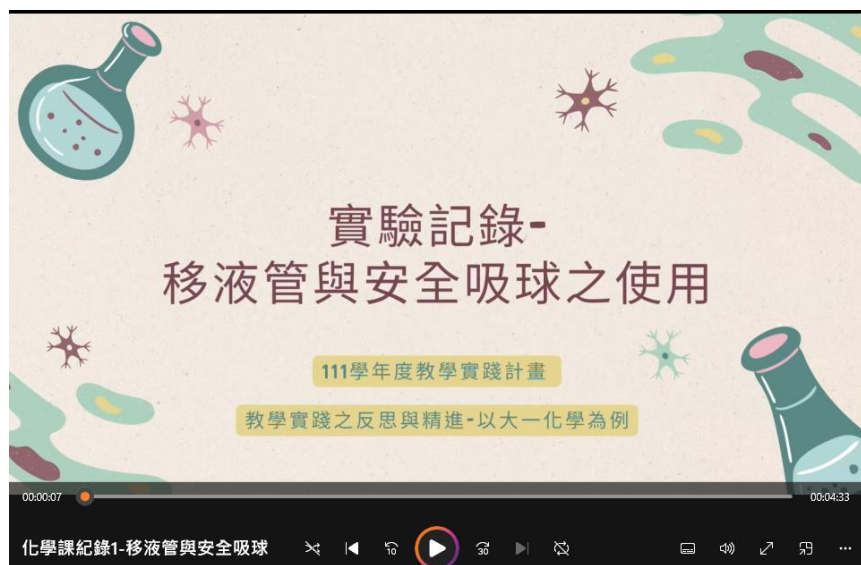 實驗記錄-
移液管與安全吸球之使用
111學年度教學實踐計畫
教學實踐之反思與精進-以大一化學為例
00:00:07
00:04:33
化學課紀錄1-移液管與安全吸球
10
30